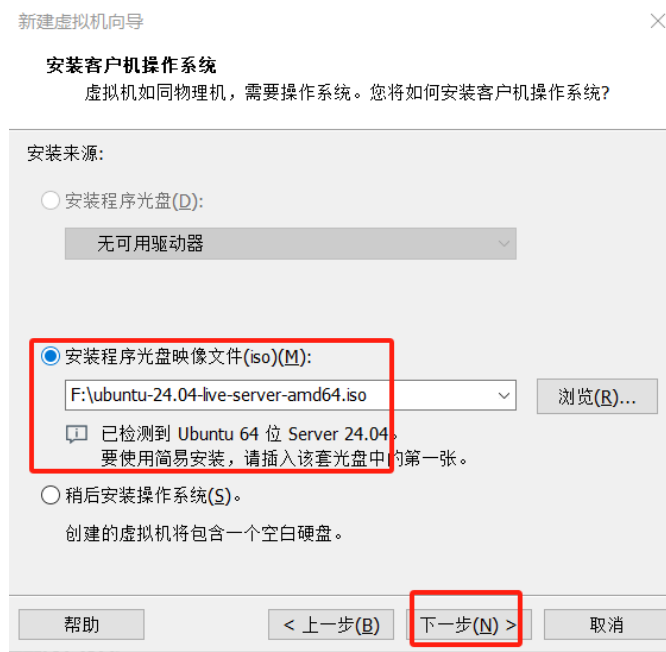 新建虚拟机向导
安装客户机操作系统
虚拟机如同物理机，需要操作系统。您将如何安装客户机操作系统?
安装来源:
安装程序光盘(D):
无可用驱动器
安装程序光盘映像文件(iso)(M):
F:\ubuntu-24.04-live-server-amd64.iso
浏览(R)...
已检测到 Ubuntu 64 位 Server 24.04。
要使用简易安装，请插入该套光盘中的第一张。
稍后安装操作系统(S)。
创建的虚拟机将包含一个空白硬盘。
帮助
< 上一步(B)
下一步(N) >
取消